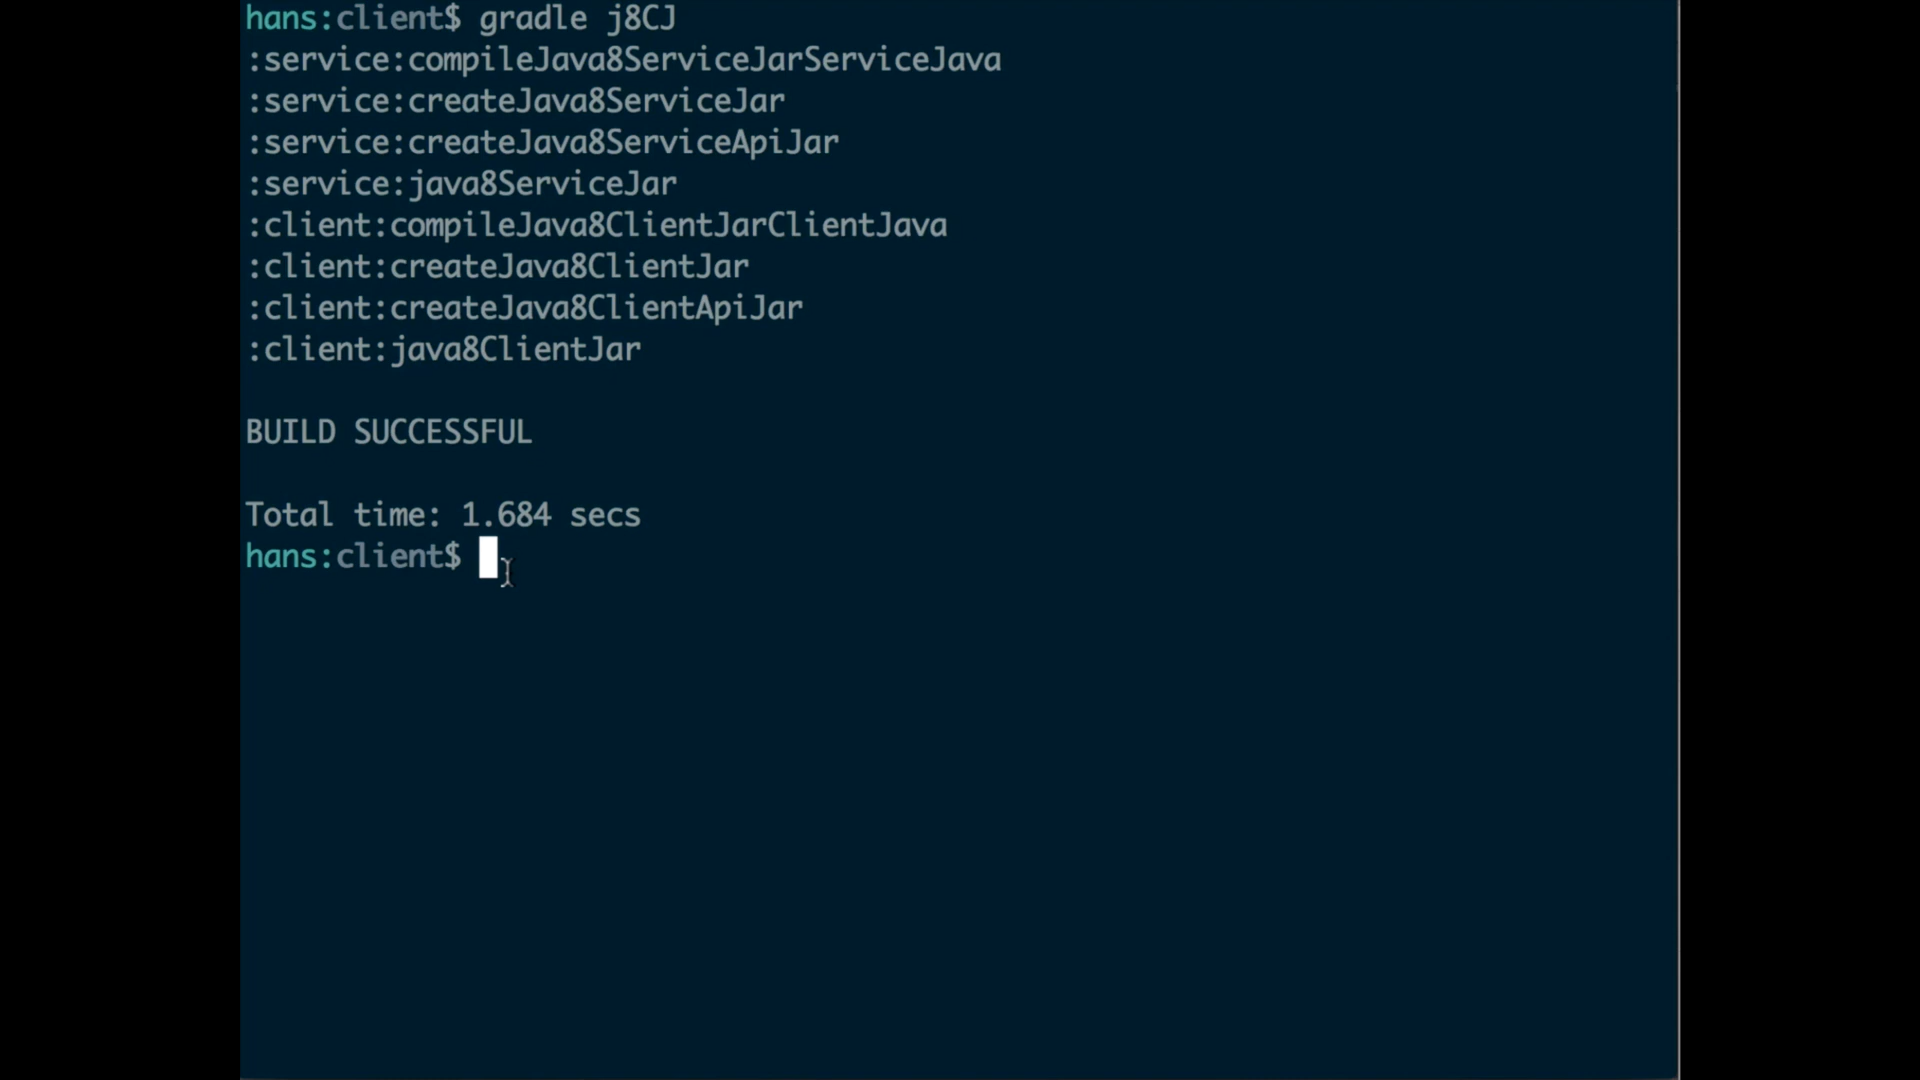 hans:client$ gradle j8CJ
:service:compileJava8ServiceJarServiceJava
:service:createJava8ServiceJar
:service:createJava8ServiceApiJar
:service:java8ServiceJar
:client:compileJava8ClientJarClientJava
:client:createJava8ClientJar
:client:createJava8ClientApiJar
:client:java8ClientJar
BUILD SUCCESSFUL
Total time: 1.684 secs
hans:client$